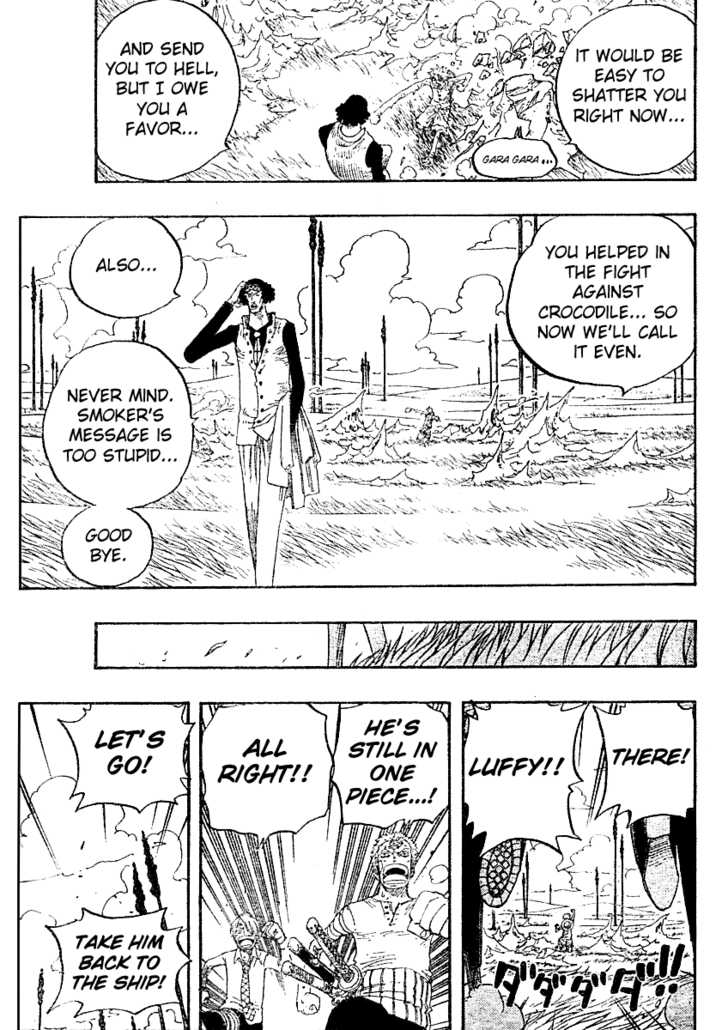 IT WOULD BE
EASY TO
SHATTER YOU
RIGHT NOW...
GARA GARA...
AND SEND
YOU TO HELL,
BUT I OWE
YOU A
FAVOR...
YOU HELPED IN
THE FIGHT
AGAINST
CROCODILE... SO
NOW WE'LL CALL
IT EVEN.
ALSO...
NEVER MIND.
SMOKER'S
MESSAGE IS
TOO STUPID...
GOOD
BYE.
THERE!
LUFFY!!
ダダダダ!!
HE'S
STILL IN
ONE
PIECE...!
ALL
RIGHT!!
LET'S
GO!
TAKE HIM
BACK TO
THE SHIP!